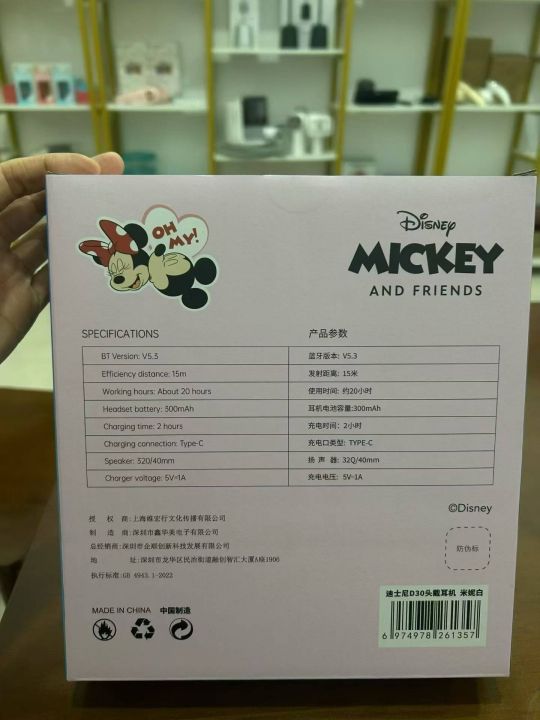 OH
MY!
Disney
MICKEY
AND FRIENDS
SPECIFICATIONS
产品参数
BT Version: V5.3
蓝牙版本: V5.3
Efficiency distance: 15m
发射距离: 15米
Working hours: About 20 hours
使用时间: 约20小时
Headset battery: 300mAh
耳机电池容量:300mAh
Charging time: 2 hours
充电时间: 2小时
Charging connection: Type-C
充电口类型: TYPE-C
Speaker: 320/40mm
扬 声 器: 32Q/40mm
Charger voltage: 5V=1A
充电电压: 5V=1A
©Disney
授 权 商:上海维宏行文化传播有限公司
制 造 商:深圳市鑫华美电子有限公司
总经销商:深圳市企顺创新科技发展有限公司
地 址:深圳市龙华区民治街道融创智汇大厦A座1906
执行标准:GB 4943.1-2022
防伪标
MADE IN CHINA 中国制造
迪士尼D30头戴耳机 米妮白
6 974978 261357